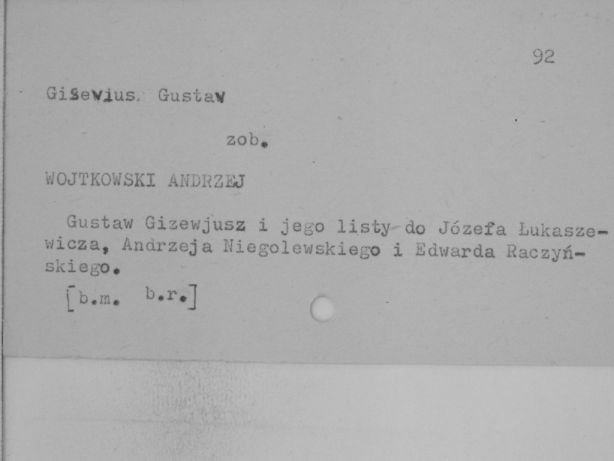 92
Gisevius. Gustaw
zob.
WOJTKOWSKI ANDRZEJ
Gustaw Gizewjusz i jego listy do Józefa Łukasze-
wicza, Andrzeja Niegolewskiego i Edwarda Raczyń-
skiego.
[b.m. b.r.]